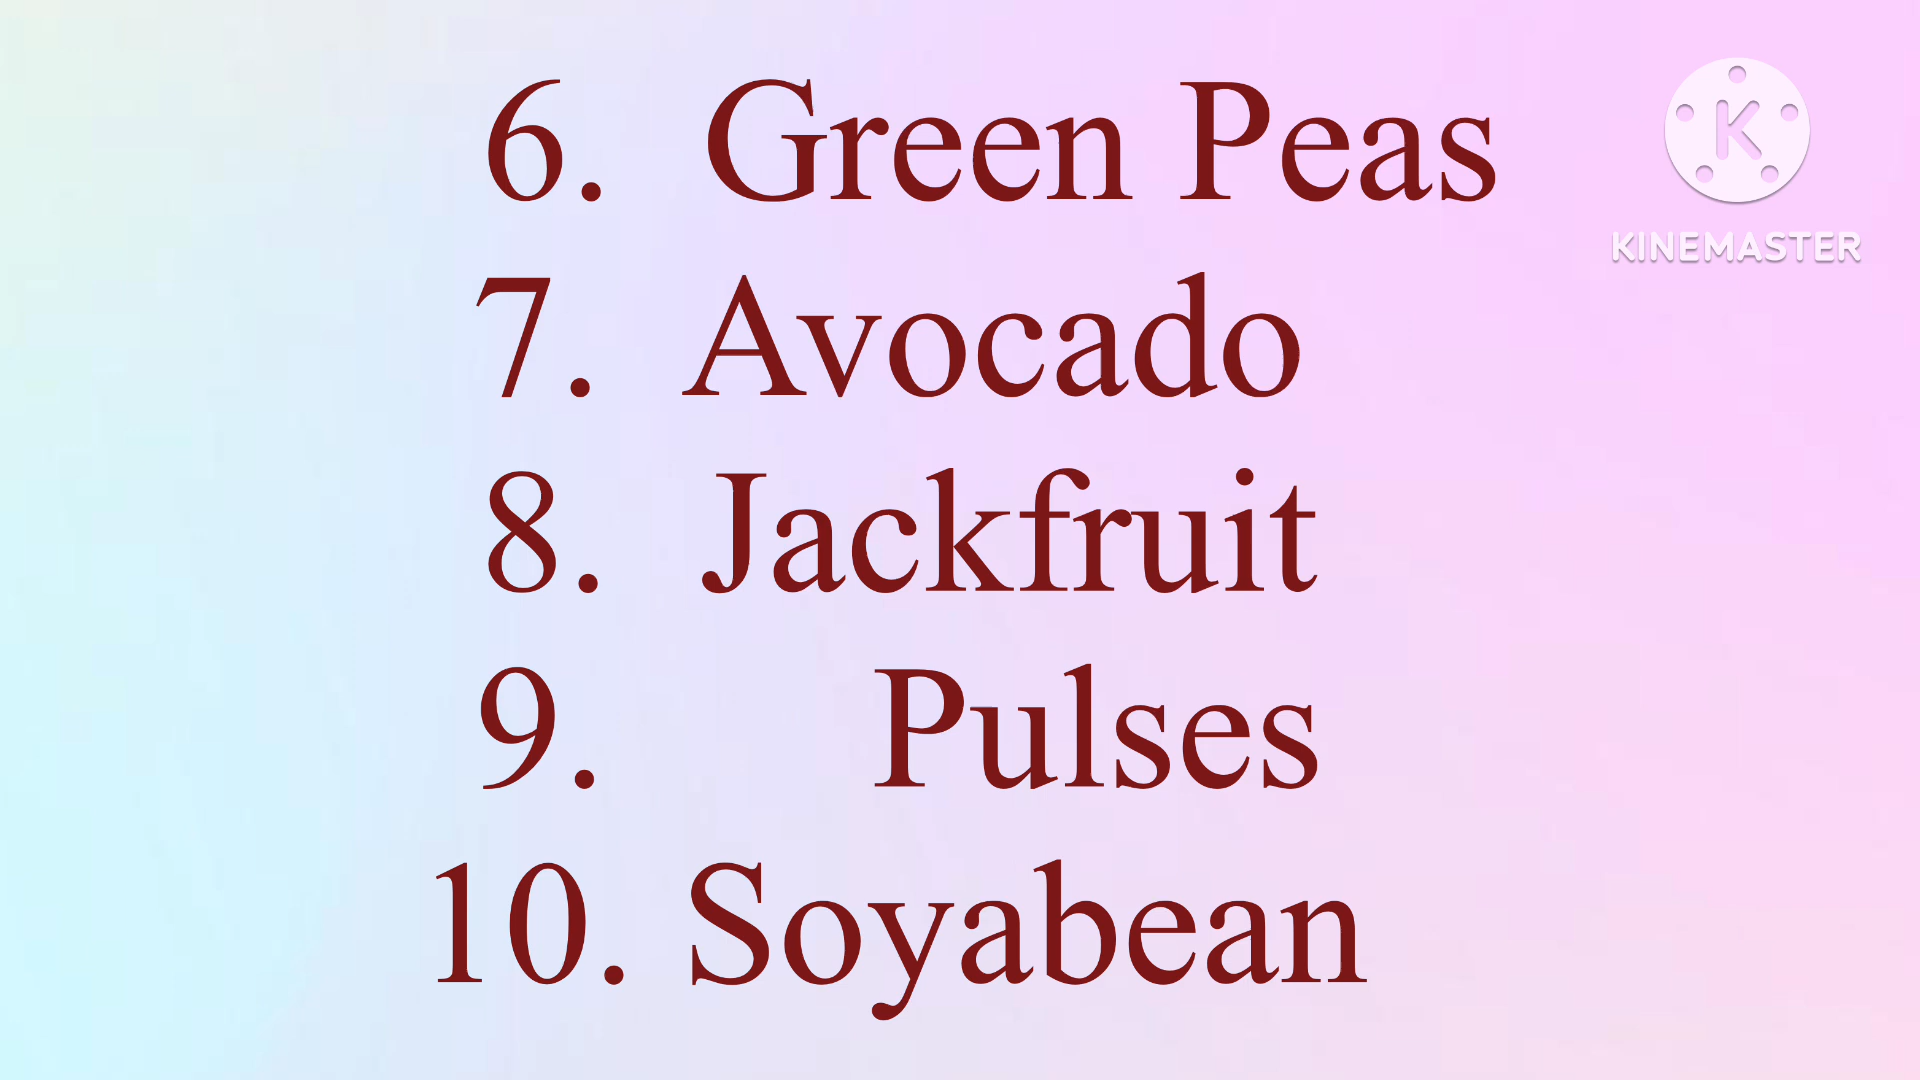 6. Green Peas
7. Avocado
8. Jackfruit
9. Pulses
10. Soyabean
K
KINEMASTER